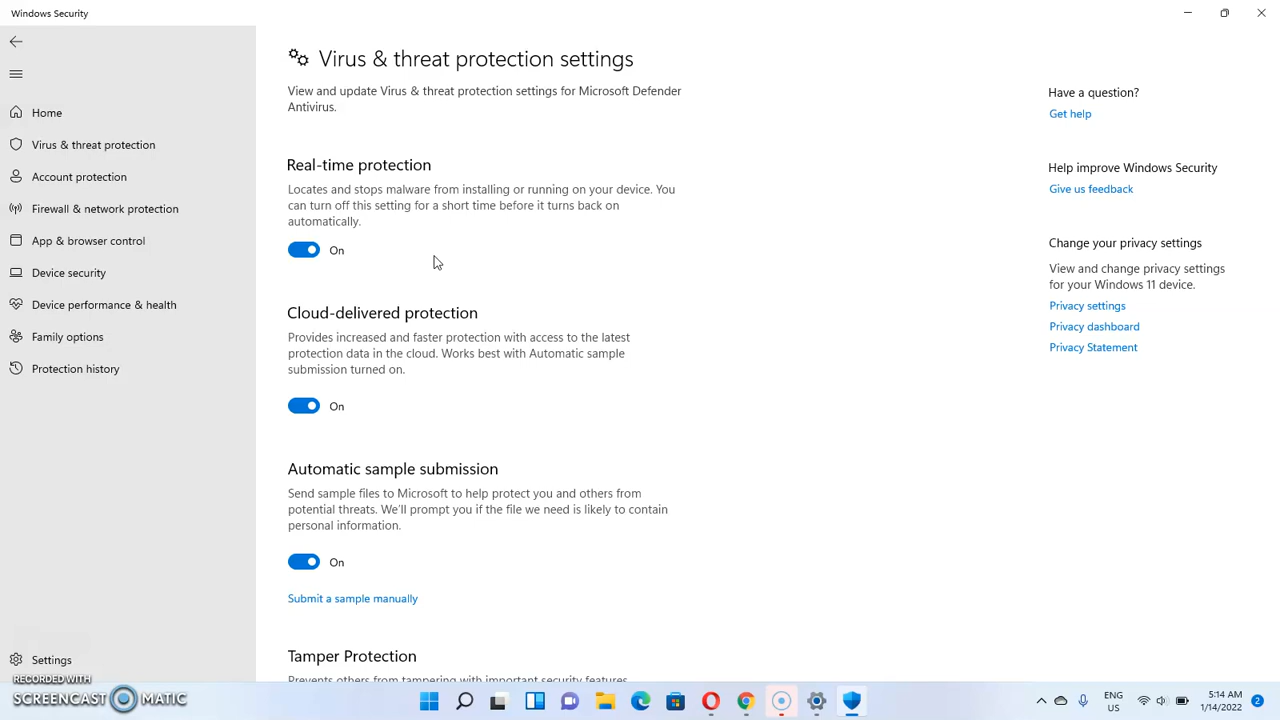 Windows Security
Home
Virus & threat protection
Account protection
Firewall & network protection
App & browser control
Device security
Device performance & health
Family options
Protection history
Settings
Virus & threat protection settings
View and update Virus & threat protection settings for Microsoft Defender
Antivirus.
Real-time protection
Locates and stops malware from installing or running on your device. You
can turn off this setting for a short time before it turns back on
automatically.
On
Cloud-delivered protection
Provides increased and faster protection with access to the latest
protection data in the cloud. Works best with Automatic sample
submission turned on.
On
Automatic sample submission
Send sample files to Microsoft to help protect you and others from
potential threats. We'll prompt you if the file we need is likely to contain
personal information.
On
Submit a sample manually
Tamper Protection
Prevents others from tampering with important security features.
Have a question?
Get help
Help improve Windows Security
Give us feedback
Change your privacy settings
View and change privacy settings
for your Windows 11 device.
Privacy settings
Privacy dashboard
Privacy Statement
RECORDED WITH
SCREENCAST MATIC
ENG
US
5:14 AM
1/14/2022
2